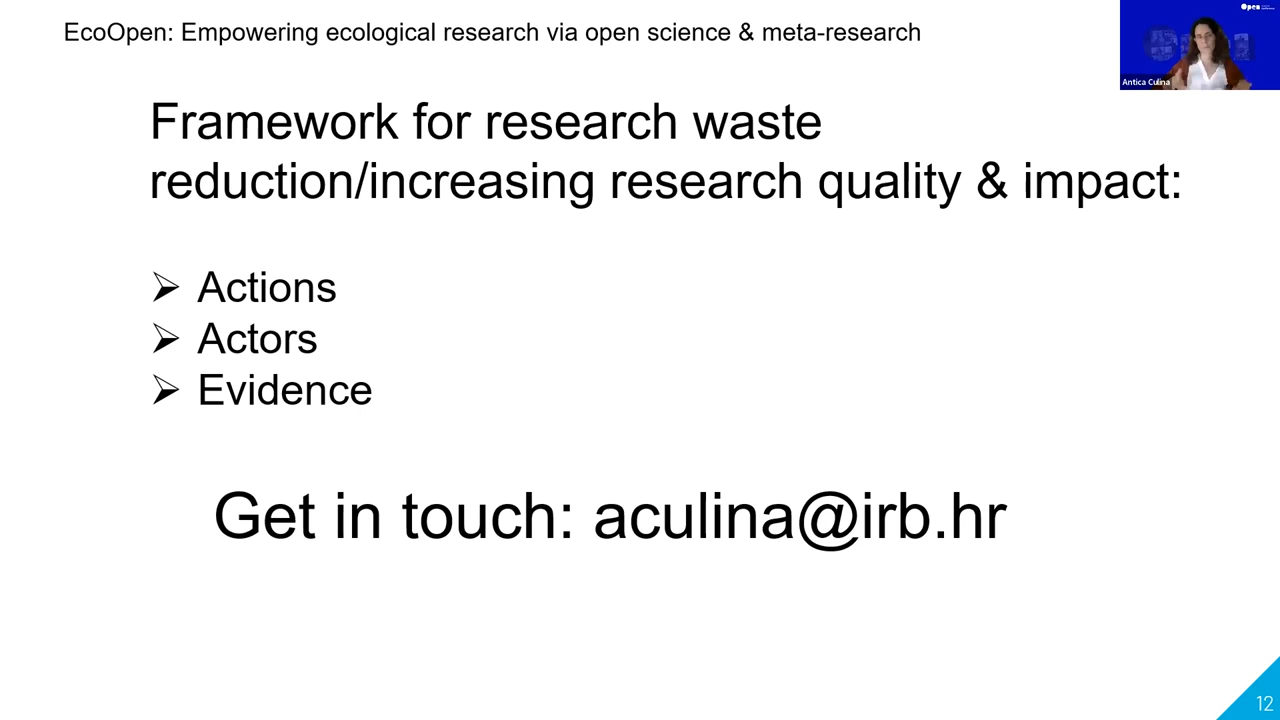 EcoOpen: Empowering ecological research via open science & meta-research
Open
Antica Culina
Framework for research waste
reduction/increasing research quality & impact:
➢ Actions
➢ Actors
➢ Evidence
Get in touch: aculina@irb.hr
12